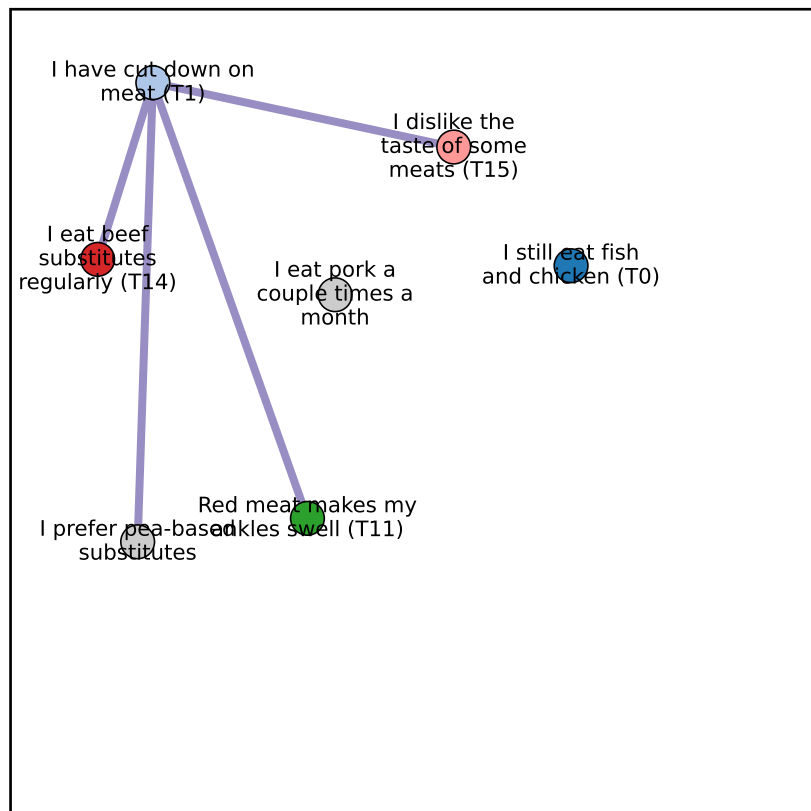 I have cut down on
meat (T1)
I dislike the
taste of some
meats (T15)
I eat beef
substitutes
regularly (T14)
I still eat fish
and chicken (T0)
I eat pork a
couple times a
month
Red meat makes my
ankles swell (T11)
I prefer pea-based
substitutes